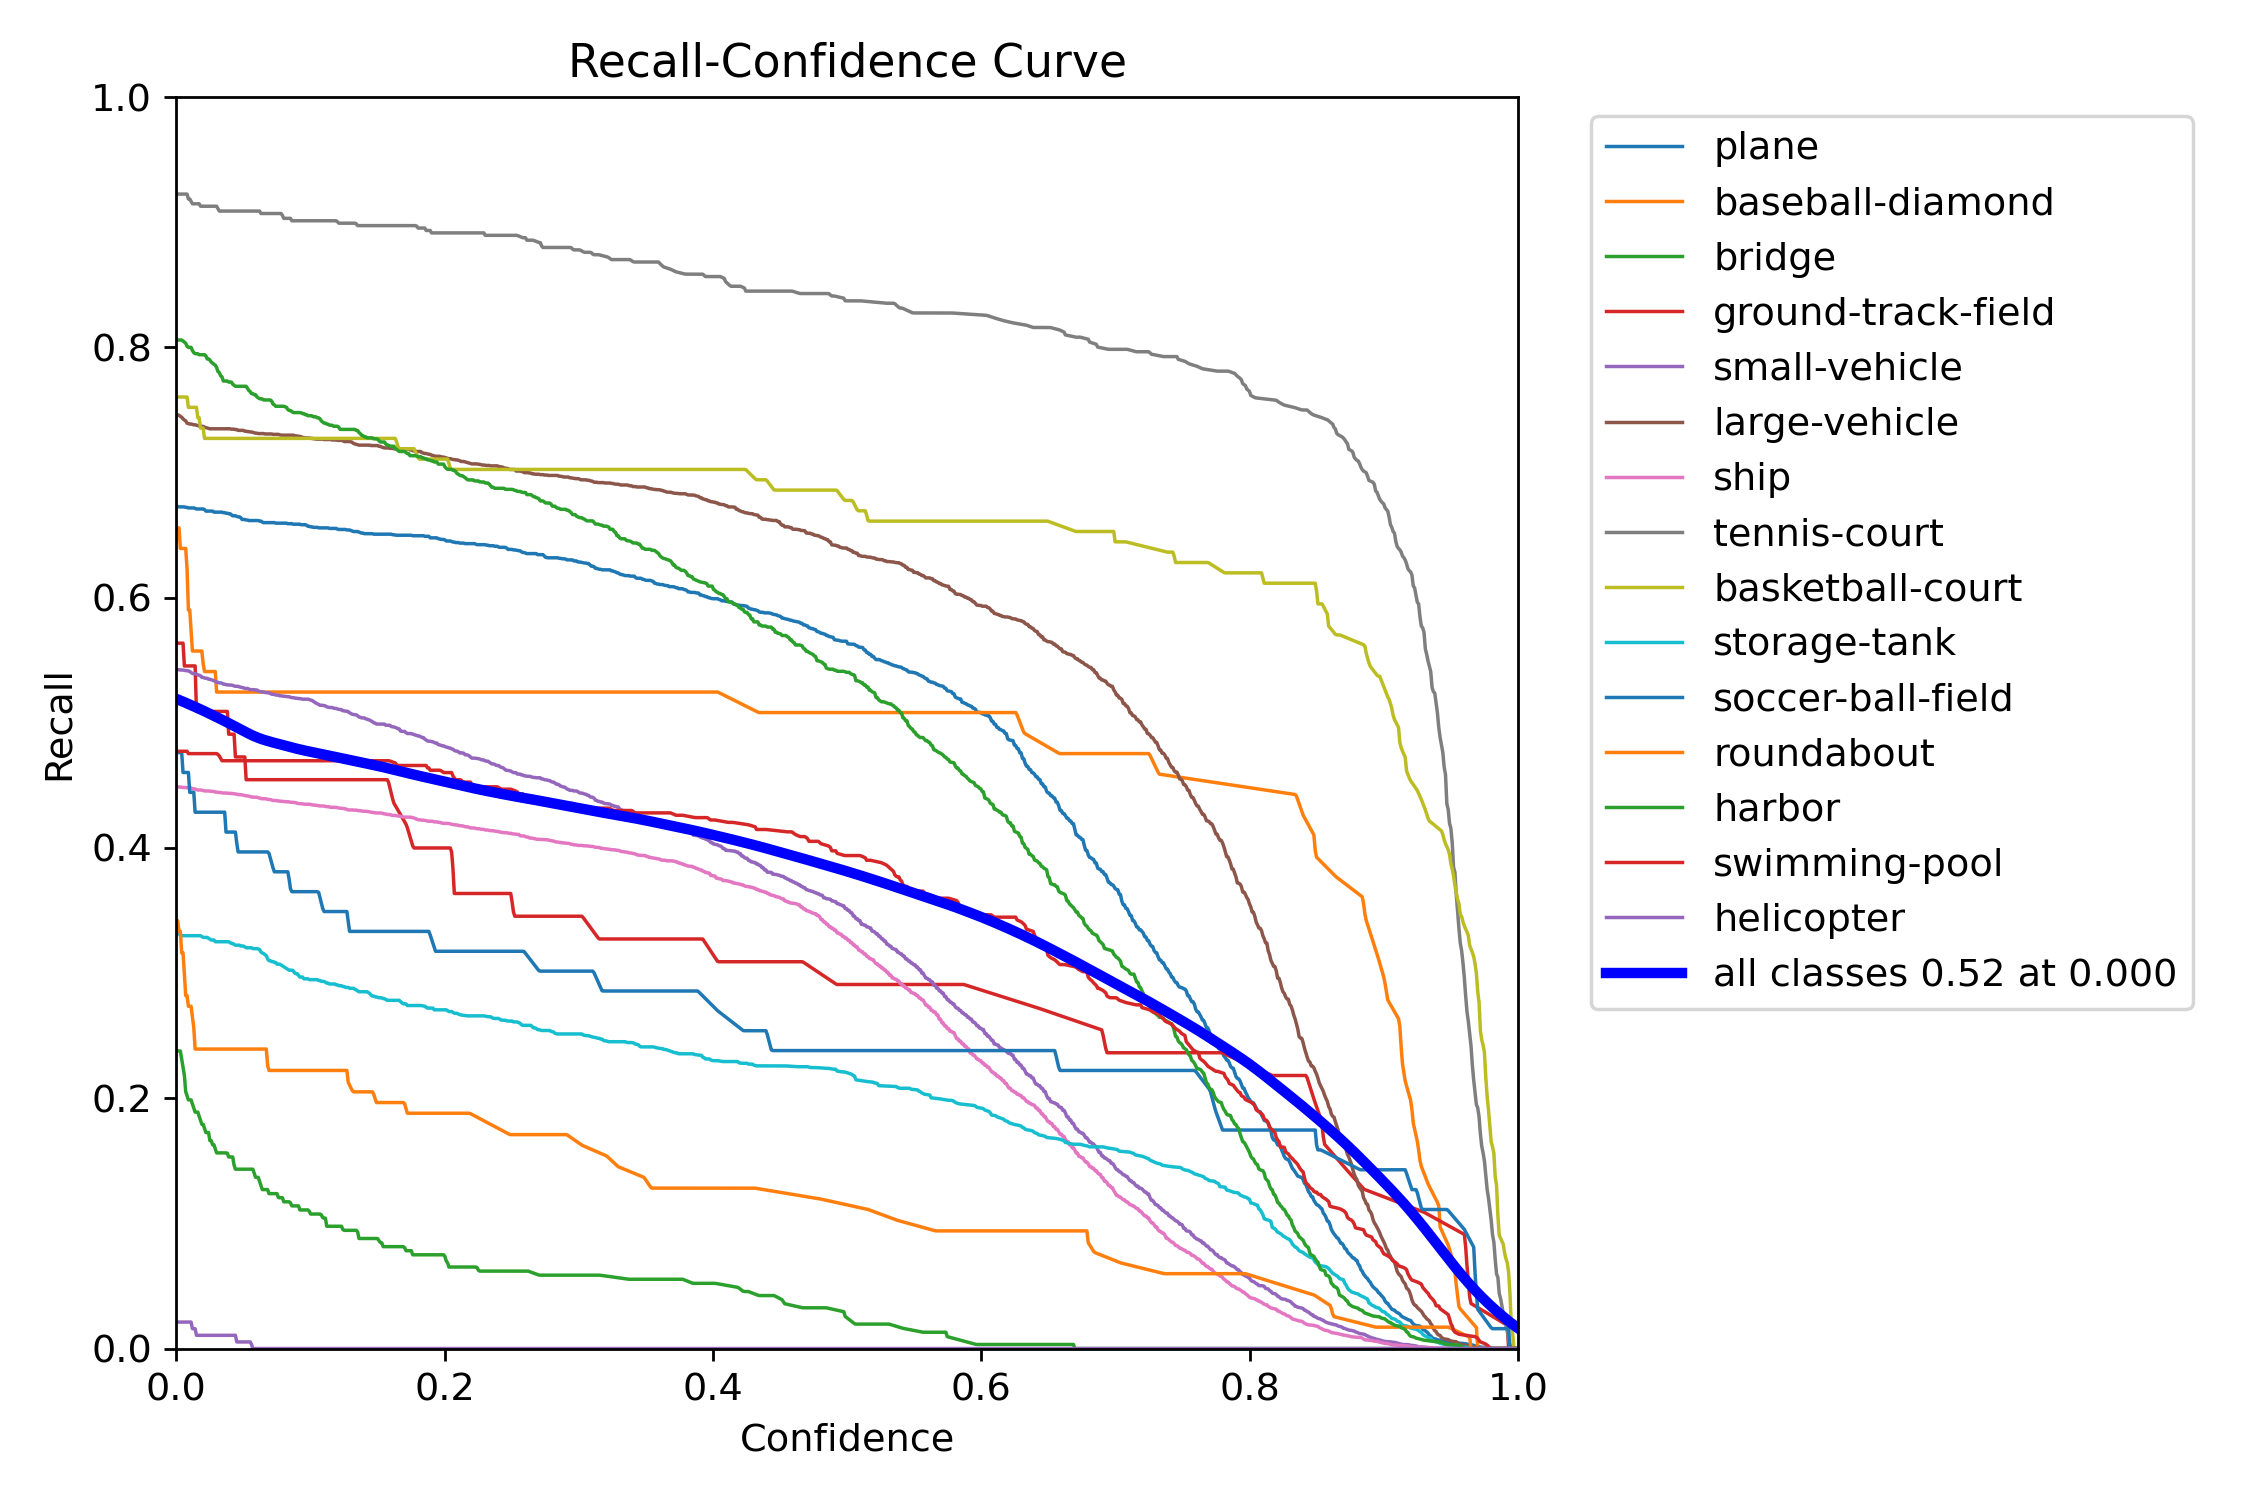 Recall-Confidence Curve
1.0
0.8
0.6
0.4
0.2
0.0
Recall
0.0 0.2 0.4 0.6 0.8 1.0
Confidence
plane
baseball-diamond
bridge
ground-track-field
small-vehicle
large-vehicle
ship
tennis-court
basketball-court
storage-tank
soccer-ball-field
roundabout
harbor
swimming-pool
helicopter
all classes 0.52 at 0.000